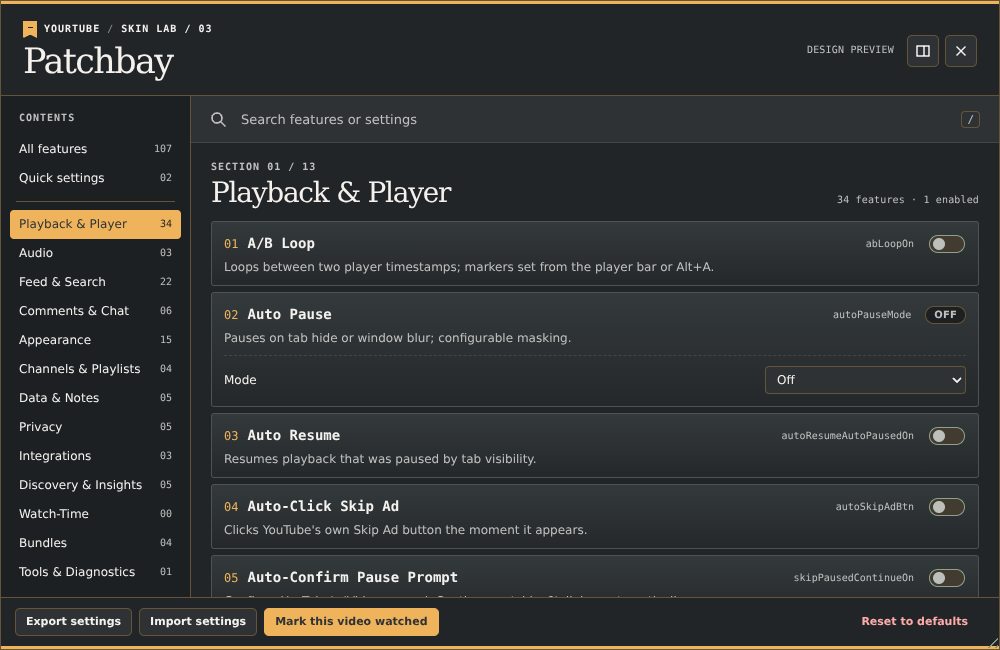 YOURTUBE / SKIN LAB / 03
Patchbay
DESIGN PREVIEW
CONTENTS
All features 107
Quick settings 02
Playback & Player 34
Audio 03
Feed & Search 22
Comments & Chat 06
Appearance 15
Channels & Playlists 04
Data & Notes 05
Privacy 05
Integrations 03
Discovery & Insights 05
Watch-Time 00
Bundles 04
Tools & Diagnostics 01
Search features or settings /
SECTION 01 / 13
Playback & Player
34 features · 1 enabled
01 A/B Loop abLoopOn
Loops between two player timestamps; markers set from the player bar or Alt+A.
02 Auto Pause autoPauseMode OFF
Pauses on tab hide or window blur; configurable masking.
Mode Off
03 Auto Resume autoResumeAutoPausedOn
Resumes playback that was paused by tab visibility.
04 Auto-Click Skip Ad autoSkipAdBtn
Clicks YouTube's own Skip Ad button the moment it appears.
05 Auto-Confirm Pause Prompt skipPausedContinueOn
Export settings
Import settings
Mark this video watched
Reset to defaults